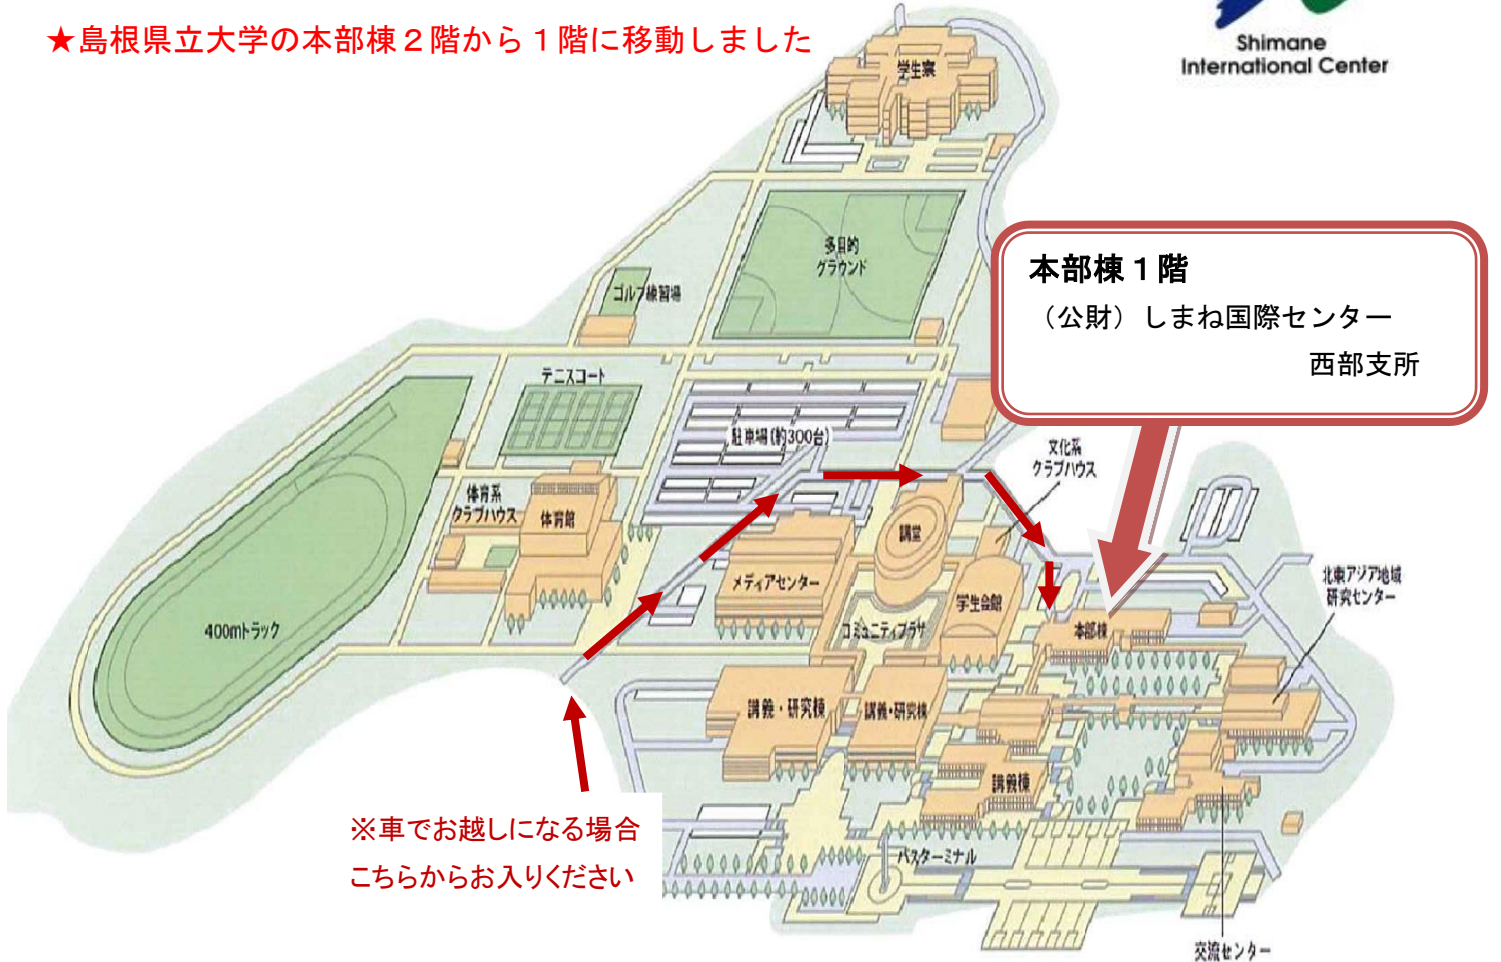 ★島根県立大学の本部棟２階から１階に移動しました
Shimane
International Center
学生寮
多目的
グラウンド
本部棟１階
（公財）しまね国際センター
西部支所
ゴルフ練習場
テニスコート
駐車場(約300台)
文化系
クラブハウス
体育系
クラブハウス
体育館
講堂
メディアセンター
学生会館
北東アジア地域
研究センター
400mトラック
コミュニティプラザ
本部棟
講義・研究棟
講義・研究棟
講義棟
※車でお越しになる場合
こちらからお入りください
バスターミナル
交流センター